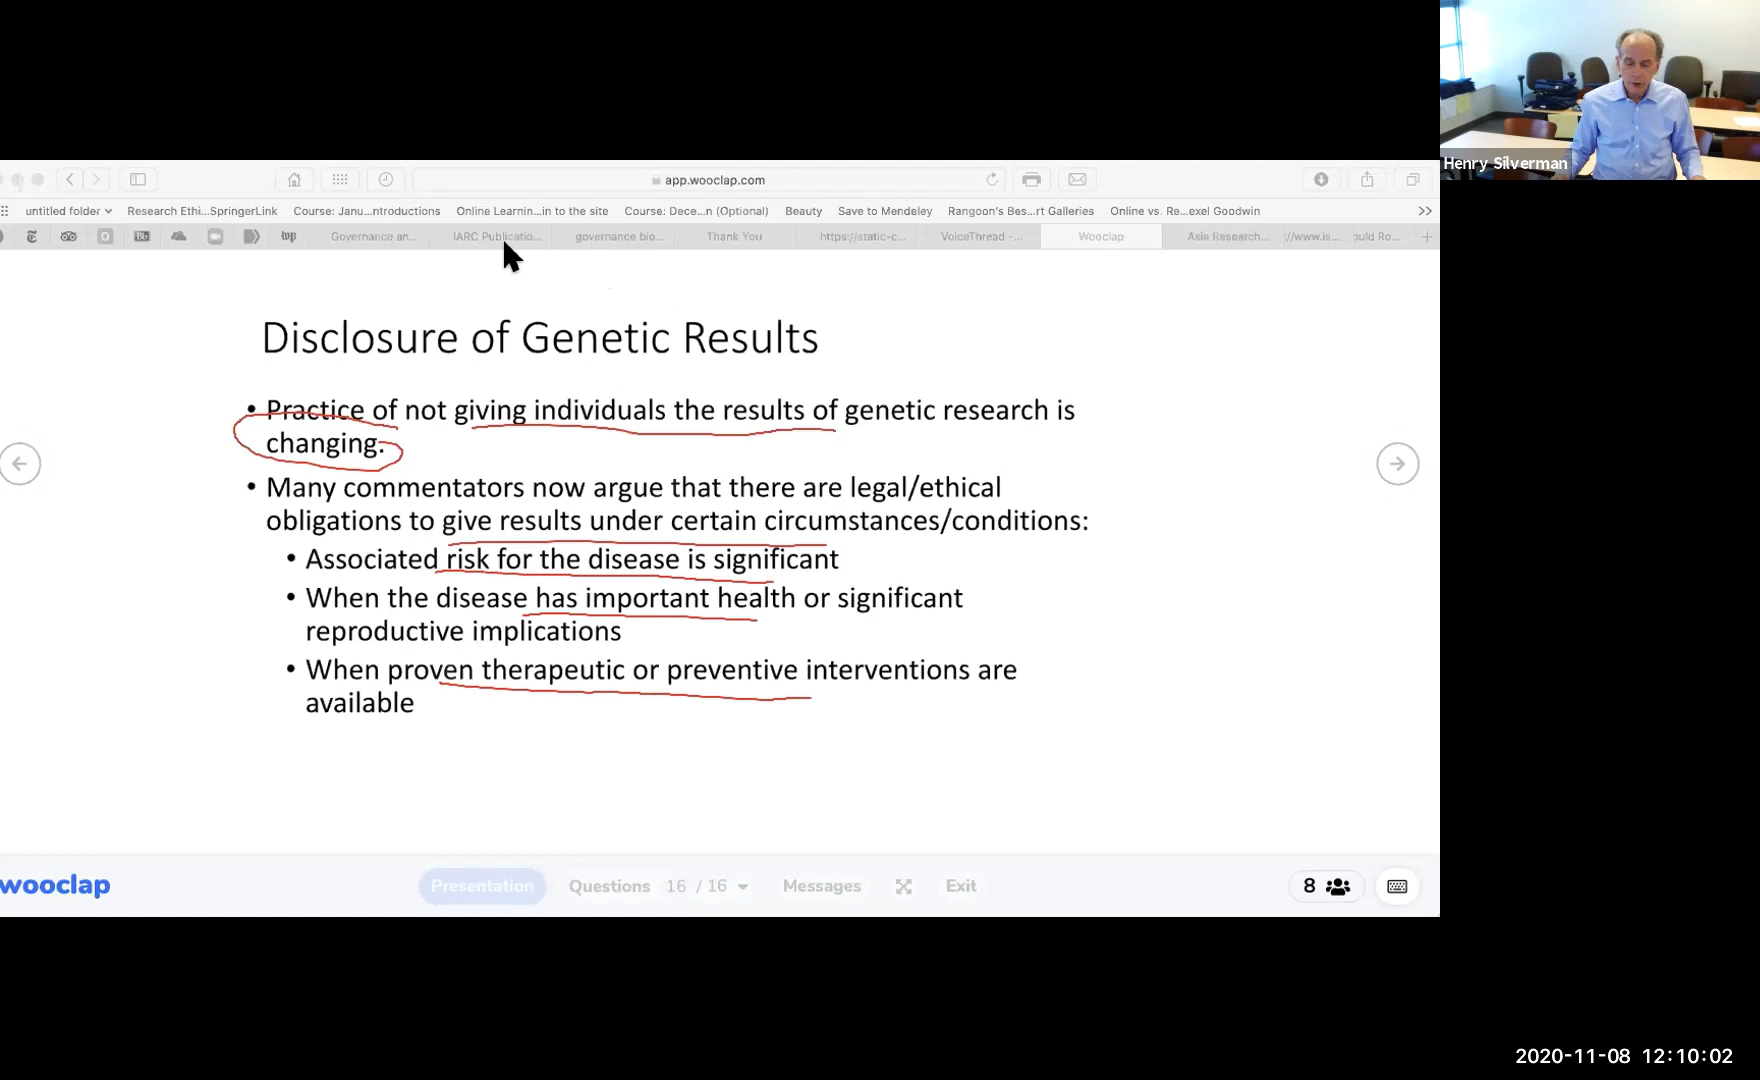 Henry Silverman
app.wooclap.com
untitled folder Research Ethi...SpringerLink Course: Janu...ntroductions Online Learnin...in to the site Course: Dece...n (Optional) Beauty Save to Mendeley Rangoon's Bes...rt Galleries Online vs. Re...exel Goodwin
Governance an... IARC Publicatio... governance bio... Thank You https://static-c... VoiceThread -... Wooclap Asia Research... //www.is... ould Ro...
Disclosure of Genetic Results
• Practice of not giving individuals the results of genetic research is
changing.
• Many commentators now argue that there are legal/ethical
obligations to give results under certain circumstances/conditions:
• Associated risk for the disease is significant
• When the disease has important health or significant
reproductive implications
• When proven therapeutic or preventive interventions are
available
wooclap Presentation Questions 16 / 16 Messages Exit 8
2020-11-08 12:10:02